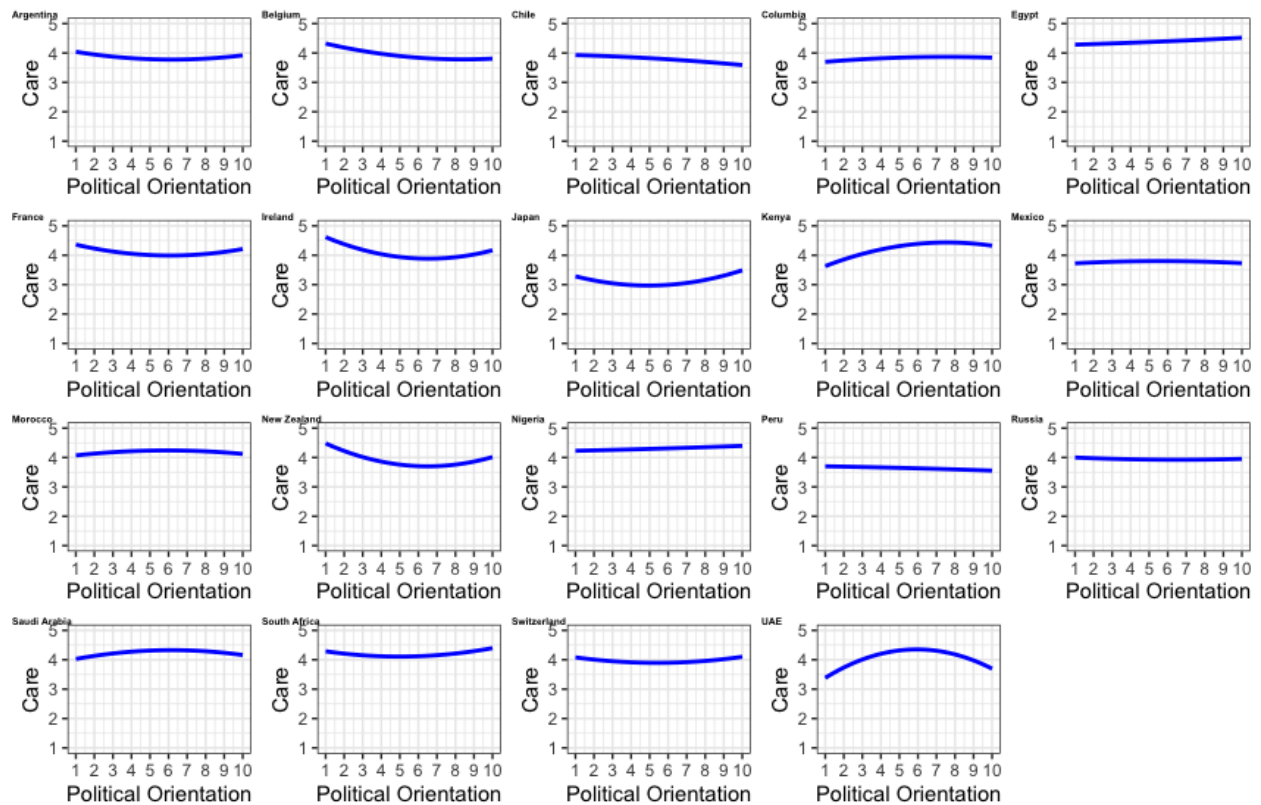 Argentina Belgium Chile Columbia Egypt
5 5 5 5 5
4 4 4 4 4
3 3 3 3 3
2 2 2 2 2
1 1 1 1 1
Care Care Care Care Care
1 2 3 4 5 6 7 8 9 10 1 2 3 4 5 6 7 8 9 10 1 2 3 4 5 6 7 8 9 10 1 2 3 4 5 6 7 8 9 10 1 2 3 4 5 6 7 8 9 10
Political Orientation Political Orientation Political Orientation Political Orientation Political Orientation
France Ireland Japan Kenya Mexico
5 5 5 5 5
4 4 4 4 4
3 3 3 3 3
2 2 2 2 2
1 1 1 1 1
Care Care Care Care Care
1 2 3 4 5 6 7 8 9 10 1 2 3 4 5 6 7 8 9 10 1 2 3 4 5 6 7 8 9 10 1 2 3 4 5 6 7 8 9 10 1 2 3 4 5 6 7 8 9 10
Political Orientation Political Orientation Political Orientation Political Orientation Political Orientation
Morocco New Zealand Nigeria Peru Russia
5 5 5 5 5
4 4 4 4 4
3 3 3 3 3
2 2 2 2 2
1 1 1 1 1
Care Care Care Care Care
1 2 3 4 5 6 7 8 9 10 1 2 3 4 5 6 7 8 9 10 1 2 3 4 5 6 7 8 9 10 1 2 3 4 5 6 7 8 9 10 1 2 3 4 5 6 7 8 9 10
Political Orientation Political Orientation Political Orientation Political Orientation Political Orientation
Saudi Arabia South Africa Switzerland UAE
5 5 5 5
4 4 4 4
3 3 3 3
2 2 2 2
1 1 1 1
Care Care Care Care
1 2 3 4 5 6 7 8 9 10 1 2 3 4 5 6 7 8 9 10 1 2 3 4 5 6 7 8 9 10 1 2 3 4 5 6 7 8 9 10
Political Orientation Political Orientation Political Orientation Political Orientation